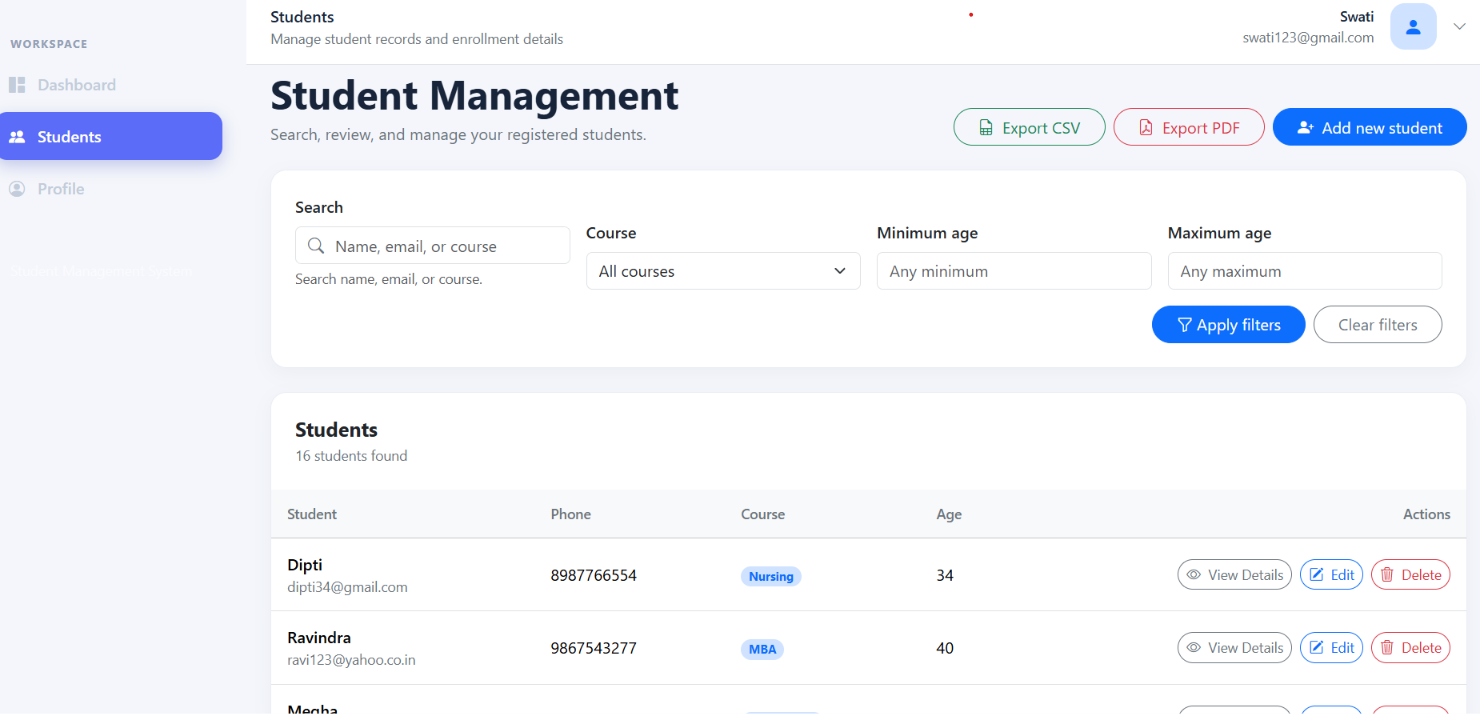 WORKSPACE
Dashboard
Students
Profile
Student Management System
Students
Manage student records and enrollment details
Swati
swati123@gmail.com
Student Management
Search, review, and manage your registered students.
Export CSV
Export PDF
Add new student
Search
Name, email, or course
Search name, email, or course.
Course
All courses
Minimum age
Any minimum
Maximum age
Any maximum
Apply filters
Clear filters
Students
16 students found
Student Phone Course Age Actions
Dipti
dipti34@gmail.com
8987766554 Nursing 34 View Details Edit Delete
Ravindra
ravi123@yahoo.co.in
9867543277 MBA 40 View Details Edit Delete
Megha